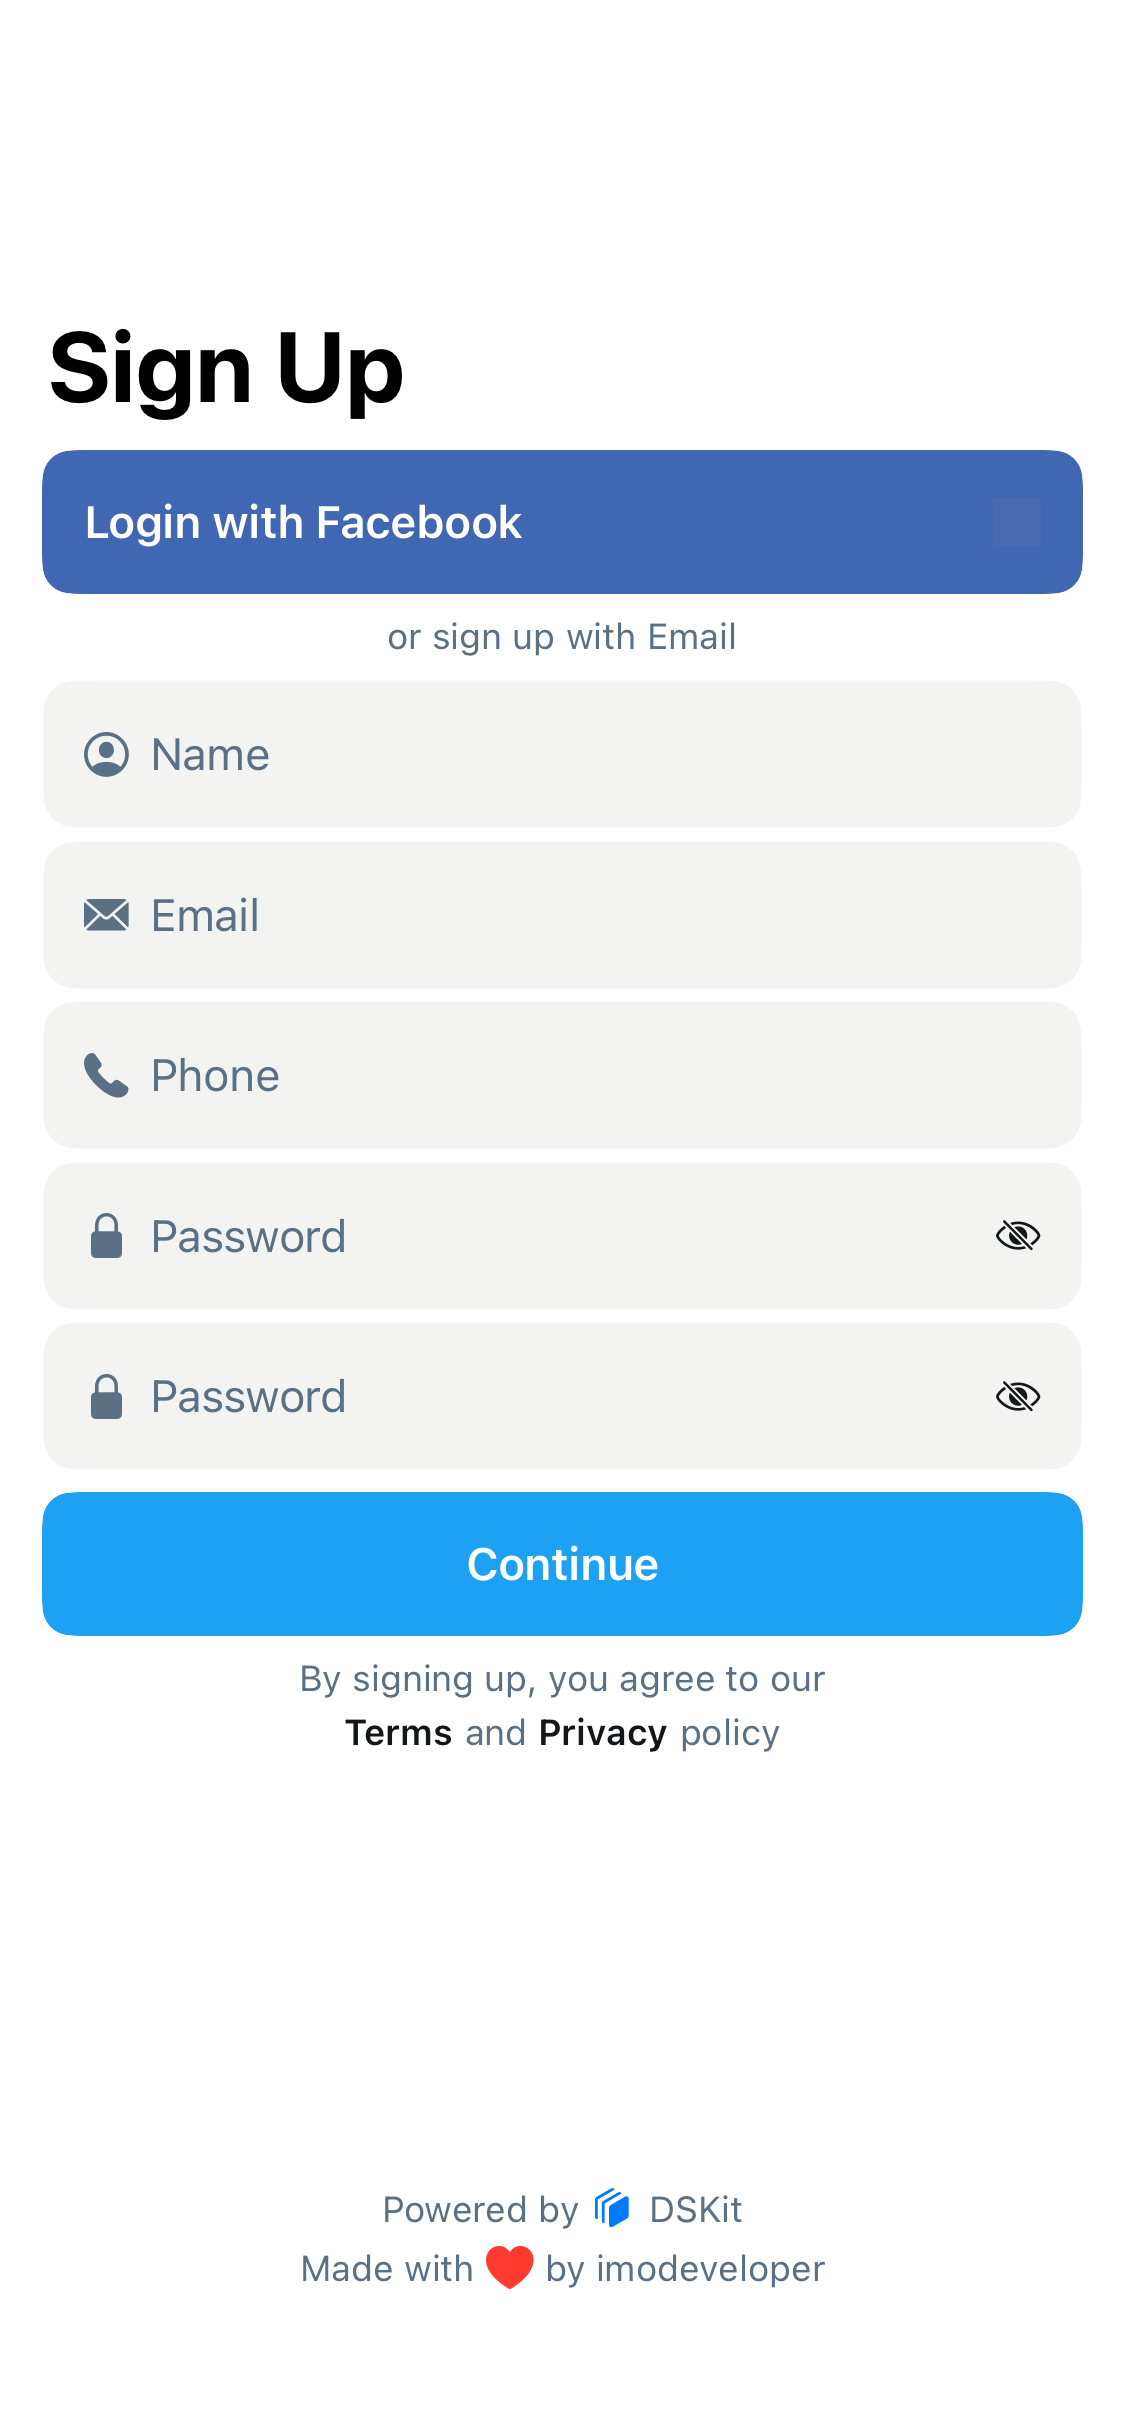 Sign Up
Login with Facebook
or sign up with Email
Name
Email
Phone
Password
Password
Continue
By signing up, you agree to our
Terms and Privacy policy
Powered by DSKit
Made with ❤️ by imodeveloper